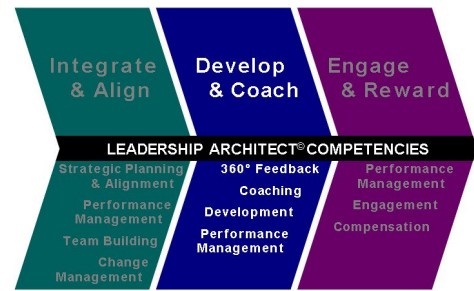 Integrate
& Align
Develop
& Coach
Engage
& Reward
LEADERSHIP ARCHITECT© COMPETENCIES
Strategic Planning
& Alignment
Performance
Management
Team Building
Change
Management
360° Feedback
Coaching
Development
Performance
Management
Performance
Management
Engagement
Compensation